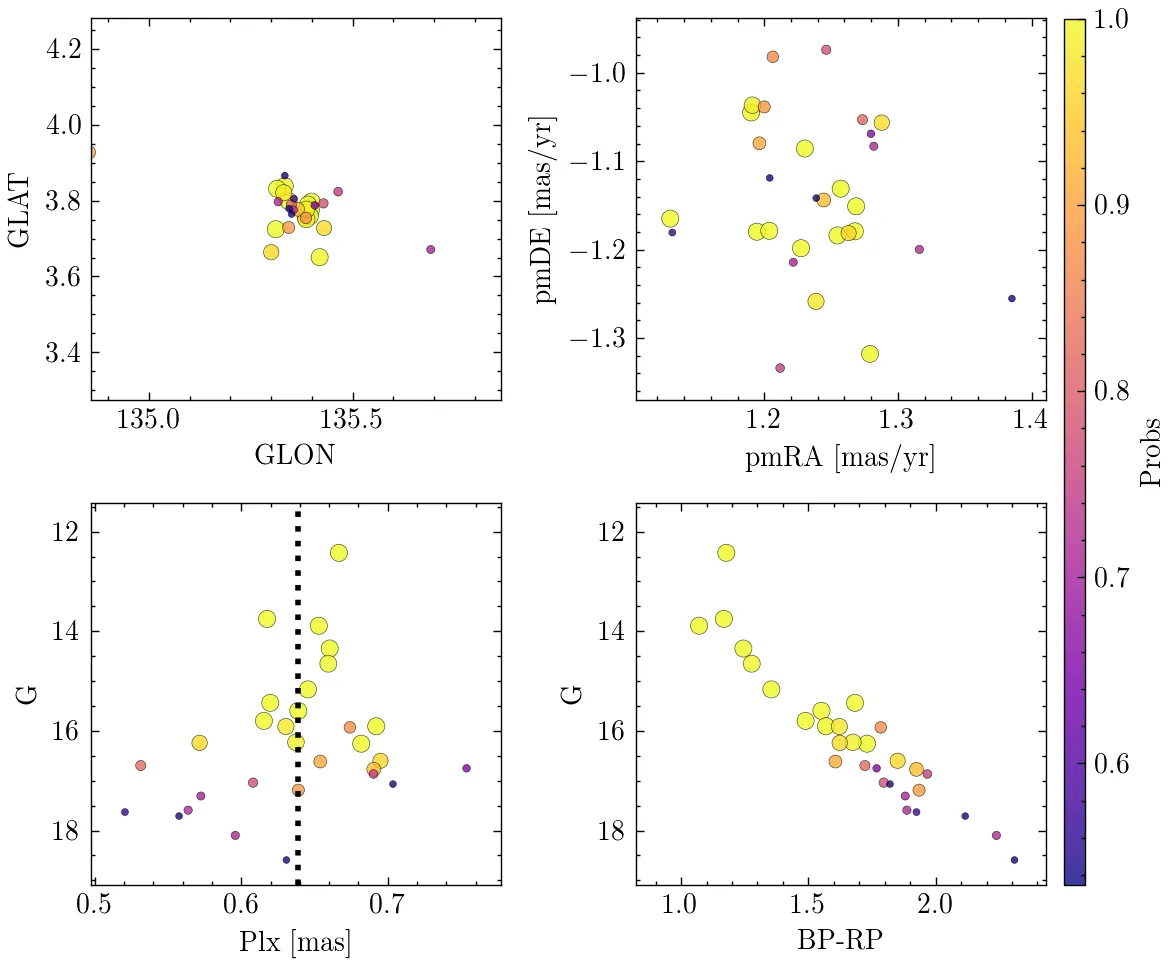 4.2
4.0
3.8
3.6
3.4
GLAT
135.0 135.5
GLON
−1.0
−1.1
−1.2
−1.3
pmDE [mas/yr]
1.2 1.3 1.4
pmRA [mas/yr]
12
14
16
18
G
0.5 0.6 0.7
Plx [mas]
12
14
16
18
G
1.0 1.5 2.0
BP-RP
1.0
0.9
0.8
0.7
0.6
Probs